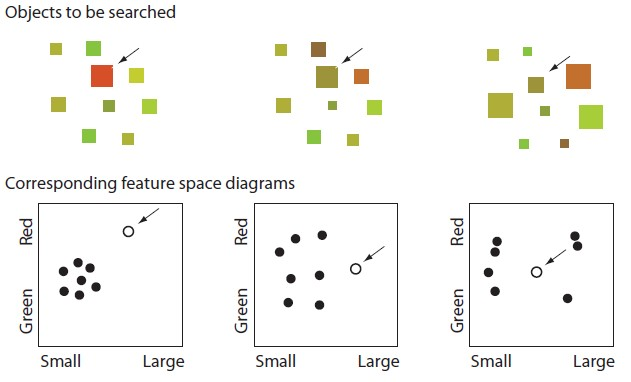 Objects to be searched
Corresponding feature space diagrams
Red
Green
Small Large
Red
Green
Small Large
Red
Green
Small Large